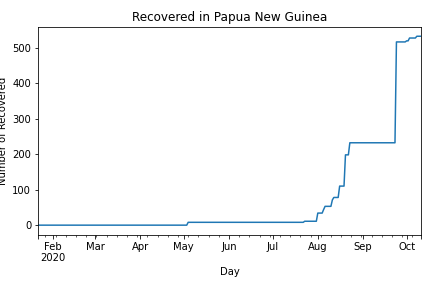 Recovered in Papua New Guinea
Number of Recovered
500
400
300
200
100
0
Feb Mar Apr May Jun Jul Aug Sep Oct
2020
Day